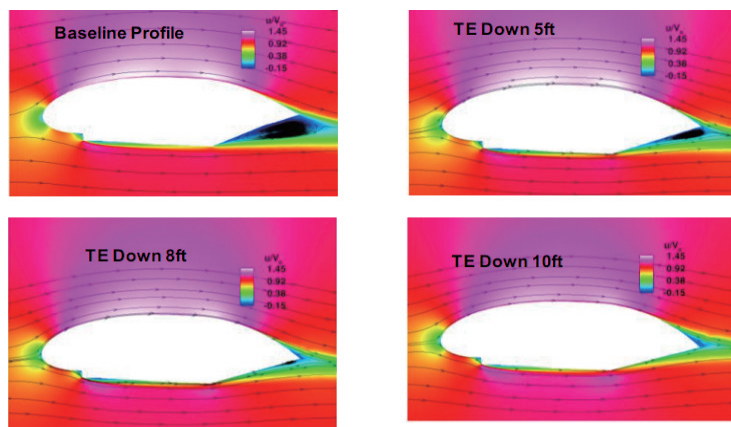 Baseline Profile
u/V∞
1.45
0.92
0.38
-0.15
TE Down 5ft
u/V∞
1.45
0.92
0.38
-0.15
TE Down 8ft
u/V∞
1.45
0.92
0.38
-0.15
TE Down 10ft
u/V∞
1.45
0.92
0.38
-0.15